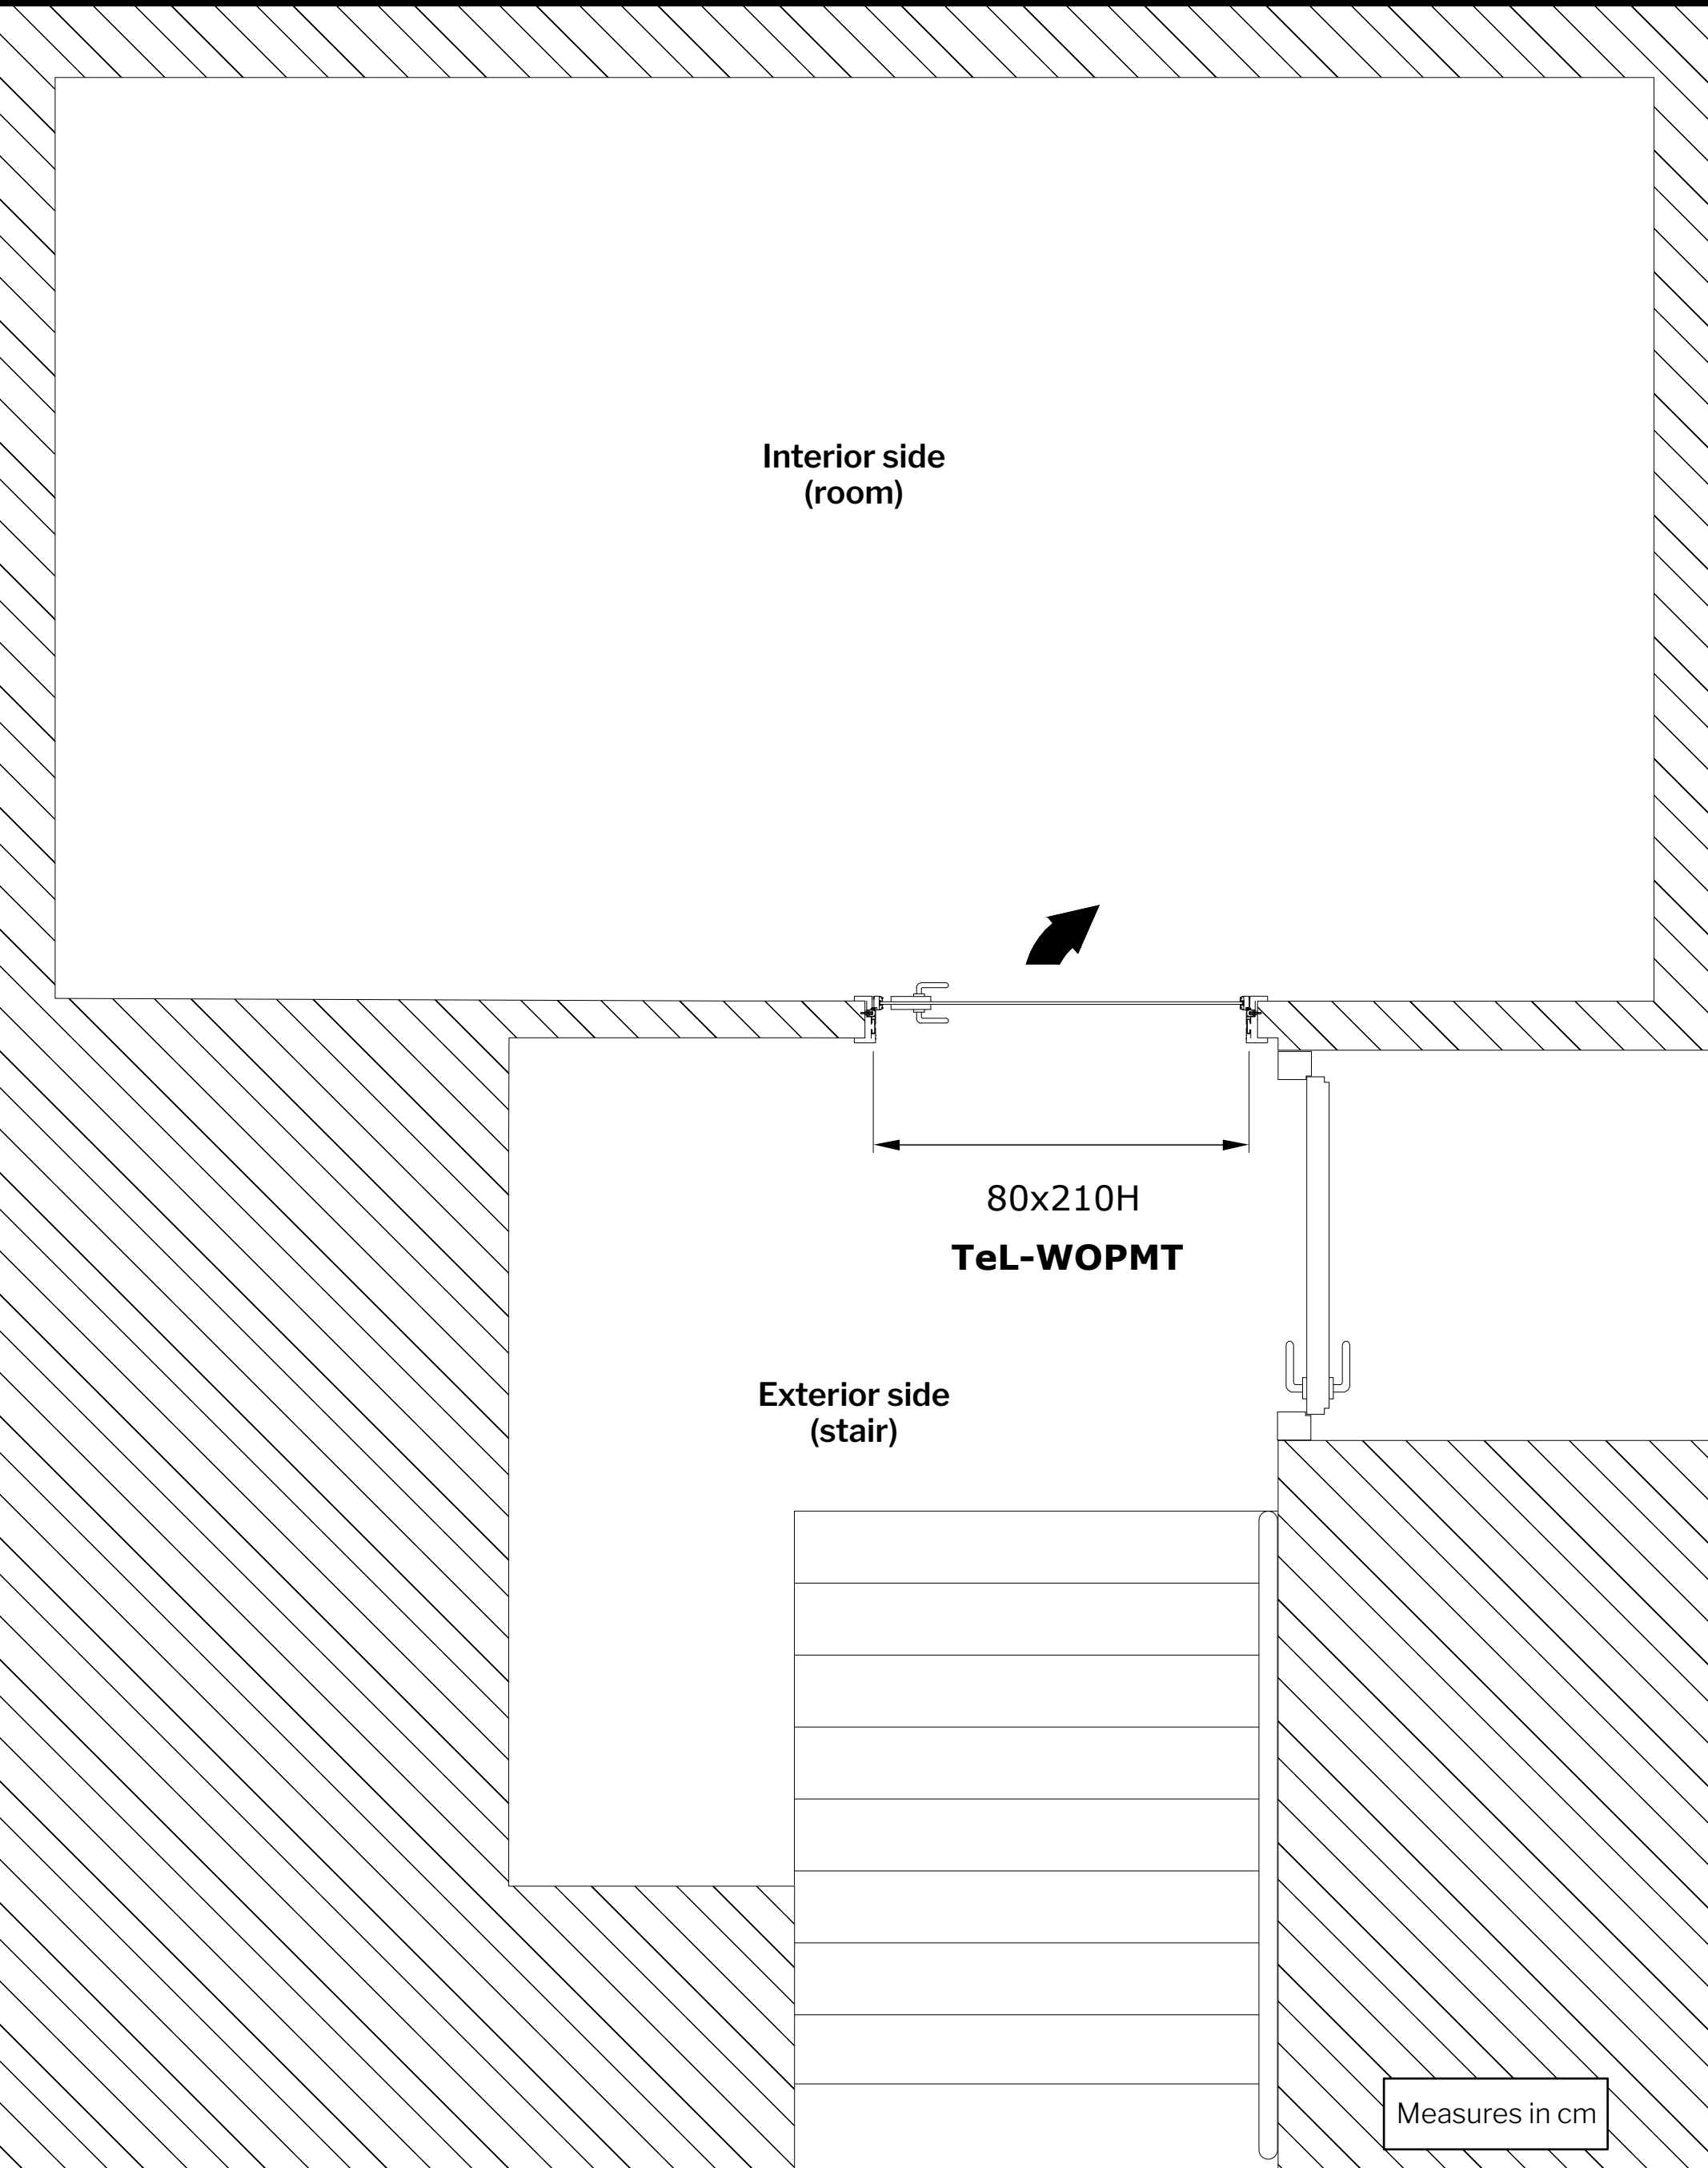 Interior side
(room)
80x210H
TeL-WOPMT
Exterior side
(stair)
Measures in cm